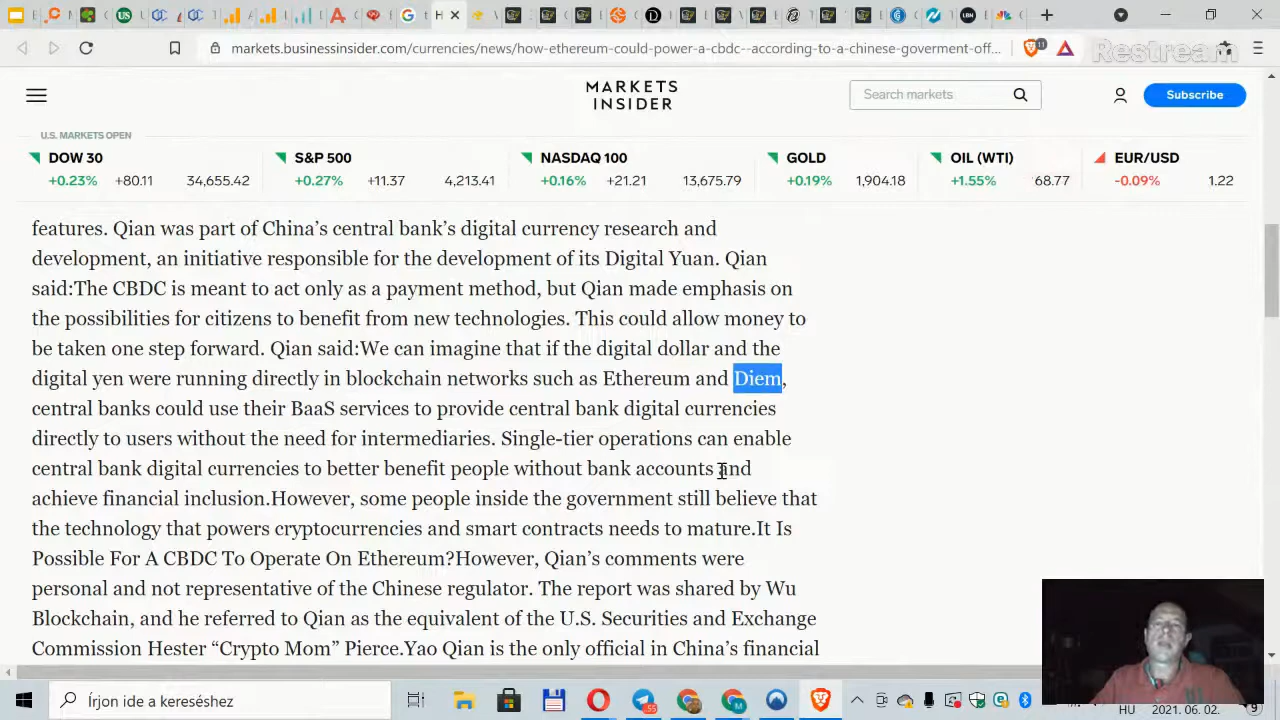 US
G
H
LBN
markets.businessinsider.com/currencies/news/how-ethereum-could-power-a-cbdc--according-to-a-chinese-goverment-off...
11
Restream
MARKETS
INSIDER
Search markets
Subscribe
U.S. MARKETS OPEN
DOW 30
+0.23% +80.11 34,655.42
S&P 500
+0.27% +11.37 4,213.41
NASDAQ 100
+0.16% +21.21 13,675.79
GOLD
+0.19% 1,904.18
OIL (WTI)
+1.55% 68.77
EUR/USD
-0.09% 1.22
features. Qian was part of China’s central bank’s digital currency research and
development, an initiative responsible for the development of its Digital Yuan. Qian
said:The CBDC is meant to act only as a payment method, but Qian made emphasis on
the possibilities for citizens to benefit from new technologies. This could allow money to
be taken one step forward. Qian said:We can imagine that if the digital dollar and the
digital yen were running directly in blockchain networks such as Ethereum and Diem,
central banks could use their BaaS services to provide central bank digital currencies
directly to users without the need for intermediaries. Single-tier operations can enable
central bank digital currencies to better benefit people without bank accounts and
achieve financial inclusion.However, some people inside the government still believe that
the technology that powers cryptocurrencies and smart contracts needs to mature.It Is
Possible For A CBDC To Operate On Ethereum?However, Qian’s comments were
personal and not representative of the Chinese regulator. The report was shared by Wu
Blockchain, and he referred to Qian as the equivalent of the U.S. Securities and Exchange
Commission Hester “Crypto Mom” Pierce.Yao Qian is the only official in China’s financial
Írjon ide a kereséshez
55
HU 2021. 06. 02.
9